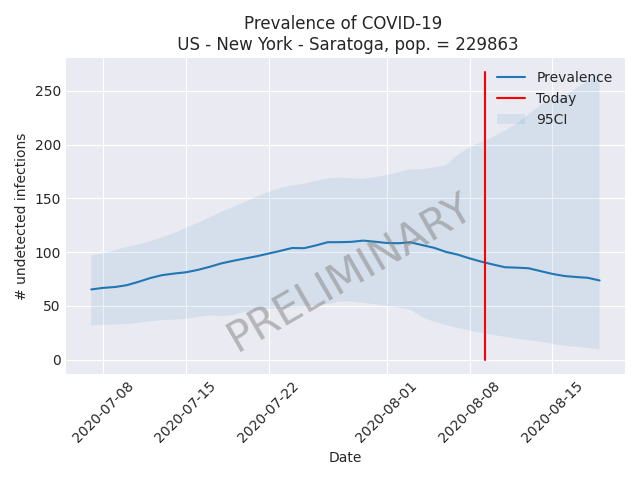 Prevalence of COVID-19
US - New York - Saratoga, pop. = 229863
Prevalence
Today
95CI
250
200
150
100
50
0
# undetected infections
PRELIMINARY
2020-07-08
2020-07-15
2020-07-22
2020-08-01
2020-08-08
2020-08-15
Date